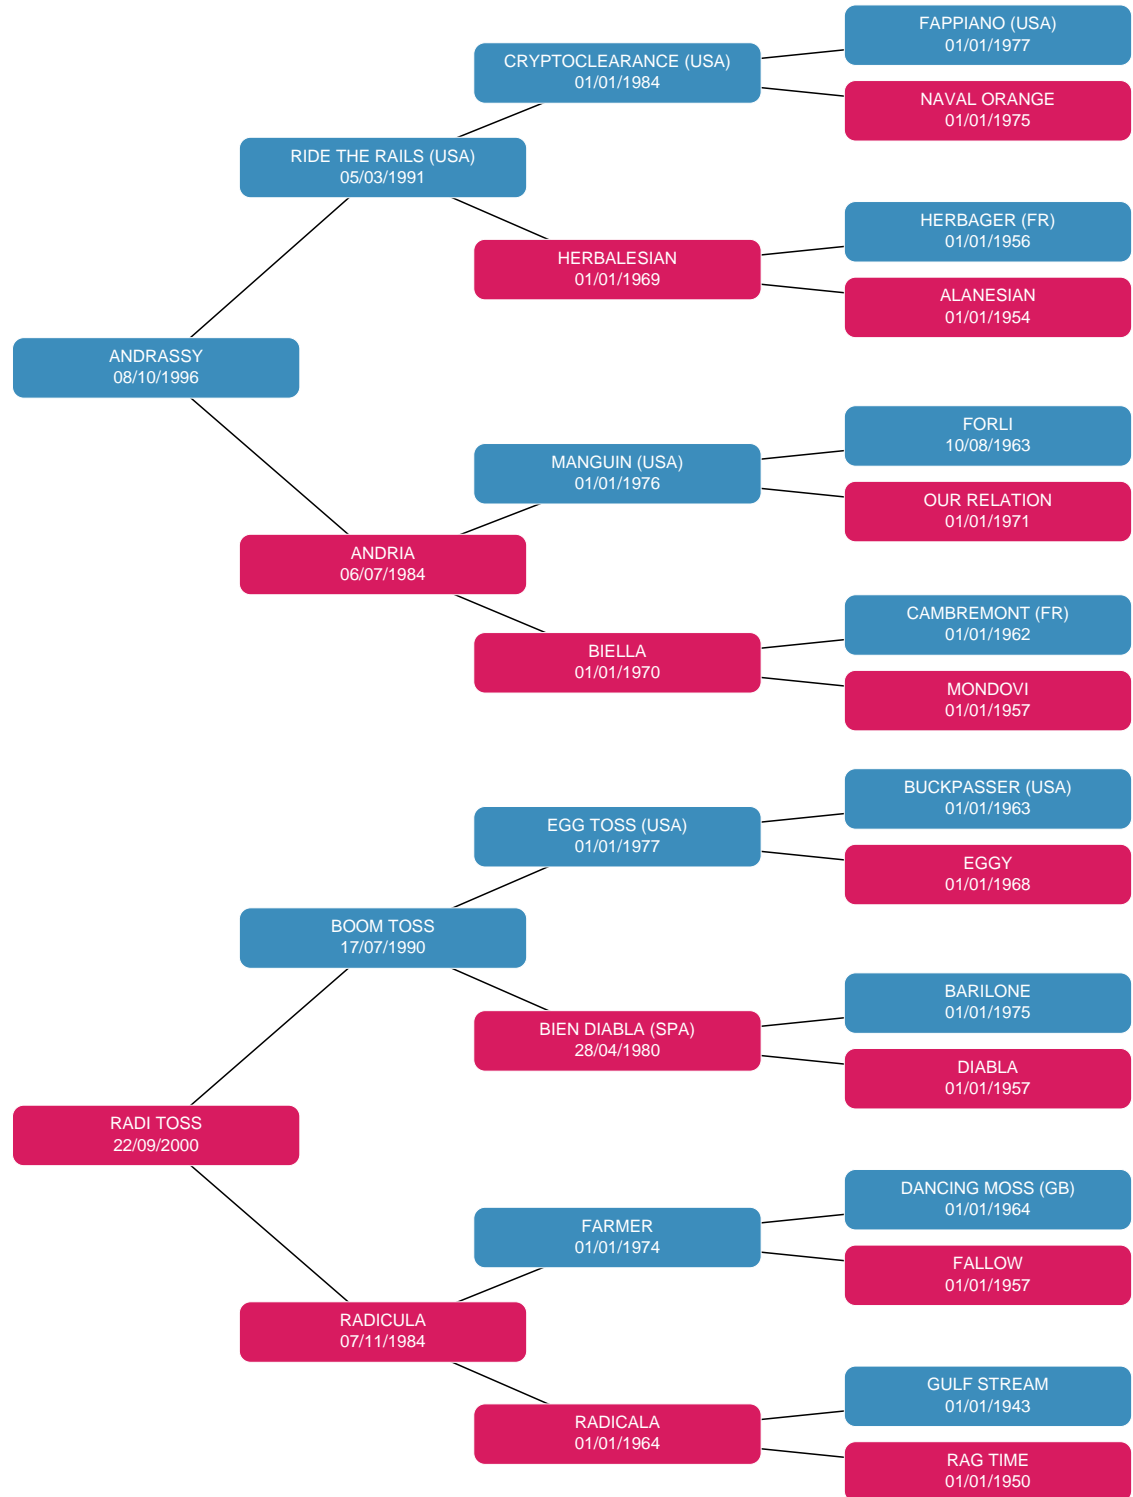 FAPPIANO (USA)
01/01/1977
CRYPTOCLEARANCE (USA)
01/01/1984
NAVAL ORANGE
01/01/1975
RIDE THE RAILS (USA)
05/03/1991
HERBAGER (FR)
01/01/1956
HERBALESIAN
01/01/1969
ALANESIAN
01/01/1954
ANDRASSY
08/10/1996
FORLI
10/08/1963
MANGUIN (USA)
01/01/1976
OUR RELATION
01/01/1971
ANDRIA
06/07/1984
CAMBREMONT (FR)
01/01/1962
BIELLA
01/01/1970
MONDOVI
01/01/1957
BUCKPASSER (USA)
01/01/1963
EGG TOSS (USA)
01/01/1977
EGGY
01/01/1968
BOOM TOSS
17/07/1990
BARILONE
01/01/1975
BIEN DIABLA (SPA)
28/04/1980
DIABLA
01/01/1957
RADI TOSS
22/09/2000
DANCING MOSS (GB)
01/01/1964
FARMER
01/01/1974
FALLOW
01/01/1957
RADICULA
07/11/1984
GULF STREAM
01/01/1943
RADICALA
01/01/1964
RAG TIME
01/01/1950